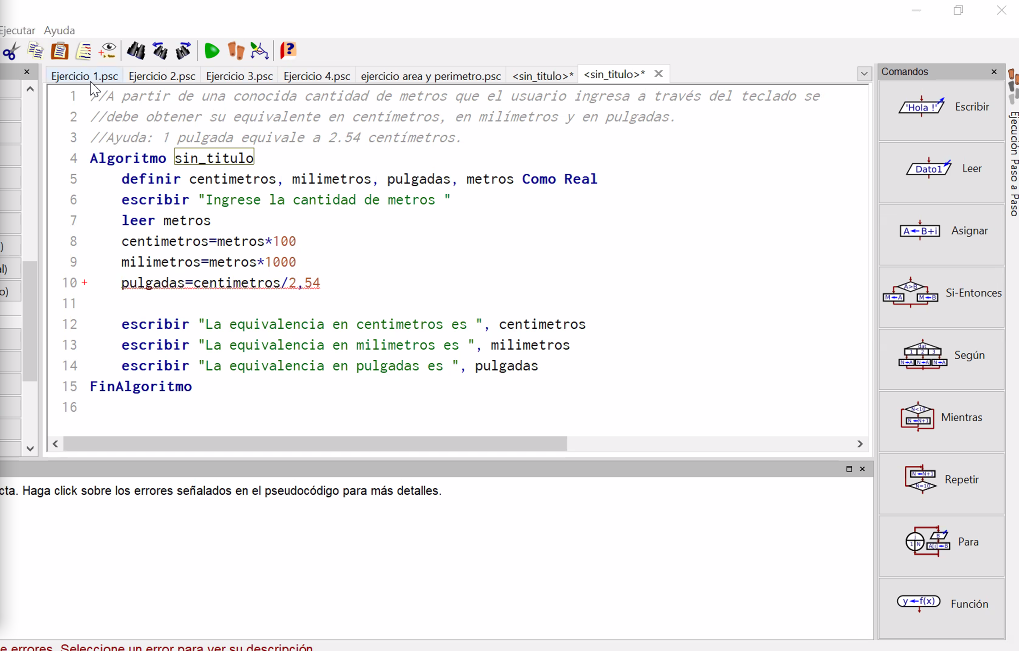 Ejecutar Ayuda
Ejercicio 1.psc Ejercicio 2.psc Ejercicio 3.psc Ejercicio 4.psc ejercicio area y perimetro.psc <sin_titulo>* <sin_titulo>*
1 //A partir de una conocida cantidad de metros que el usuario ingresa a través del teclado se
2 //debe obtener su equivalente en centímetros, en milímetros y en pulgadas.
3 //Ayuda: 1 pulgada equivale a 2.54 centímetros.
4 Algoritmo sin_titulo
5 definir centimetros, milimetros, pulgadas, metros Como Real
6 escribir "Ingrese la cantidad de metros "
7 leer metros
8 centimetros=metros*100
9 milimetros=metros*1000
10 + pulgadas=centimetros/2,54
11
12 escribir "La equivalencia en centimetros es ", centimetros
13 escribir "La equivalencia en milimetros es ", milimetros
14 escribir "La equivalencia en pulgadas es ", pulgadas
15 FinAlgoritmo
16
cta. Haga click sobre los errores señalados en el pseudocódigo para más detalles.
e errores. Seleccione un error para ver su descripción.
Comandos
'Hola !' Escribir
Dato1 Leer
A←B+i Asignar
A>B M←A M←B Si-Entonces
Según
Mientras
Repetir
Para
y←f(x) Función
Ejecución Paso a Paso